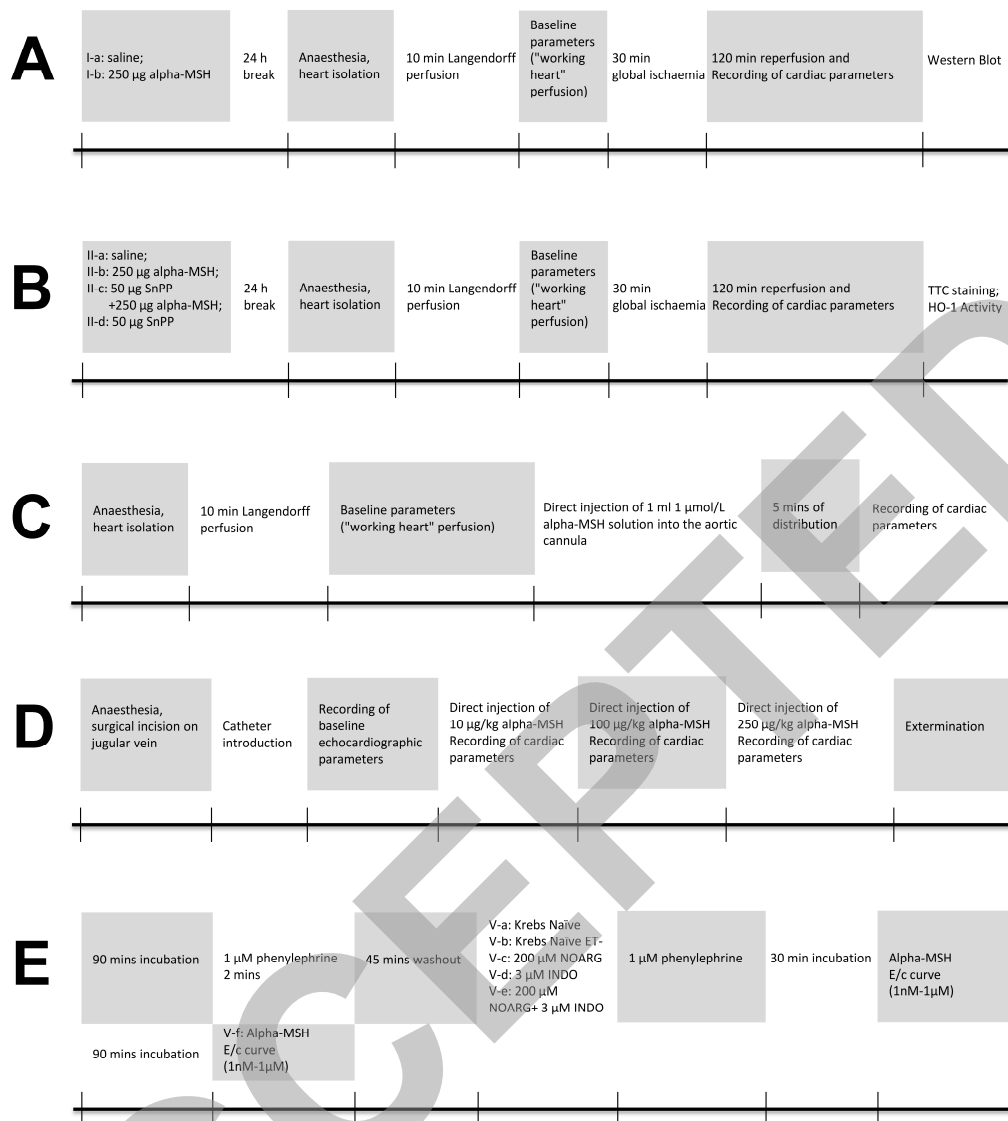 A
I-a: saline;
I-b: 250 µg alpha-MSH
24 h
break
Anaesthesia,
heart isolation
10 min Langendorff
perfusion
Baseline
parameters
("working
heart"
perfusion)
30 min
global ischaemia
120 min reperfusion and
Recording of cardiac parameters
Western Blot
B
II-a: saline;
II-b: 250 µg alpha-MSH;
II-c: 50 µg SnPP
+250 µg alpha-MSH;
II-d: 50 µg SnPP
24 h
break
Anaesthesia,
heart isolation
10 min Langendorff
perfusion
Baseline
parameters
("working
heart"
perfusion)
30 min
global ischaemia
120 min reperfusion and
Recording of cardiac parameters
TTC staining;
HO-1 Activity
C
Anaesthesia,
heart isolation
10 min Langendorff
perfusion
Baseline parameters
("working heart" perfusion)
Direct injection of 1 ml 1 µmol/L
alpha-MSH solution into the aortic
cannula
5 mins of
distribution
Recording of cardiac
parameters
D
Anaesthesia,
surgical incision on
jugular vein
Catheter
introduction
Recording of
baseline
echocardiographic
parameters
Direct injection of
10 µg/kg alpha-MSH
Recording of cardiac
parameters
Direct injection of
100 µg/kg alpha-MSH
Recording of cardiac
parameters
Direct injection of
250 µg/kg alpha-MSH
Recording of cardiac
parameters
Extermination
E
90 mins incubation
1 µM phenylephrine
2 mins
45 mins washout
V-a: Krebs Naïve
V-b: Krebs Naïve ET-
V-c: 200 µM NOARG
V-d: 3 µM INDO
V-e: 200 µM
NOARG+ 3 µM INDO
1 µM phenylephrine
30 min incubation
Alpha-MSH
E/c curve
(1nM-1µM)
90 mins incubation
V-f: Alpha-MSH
E/c curve
(1nM-1µM)
CCEPTED